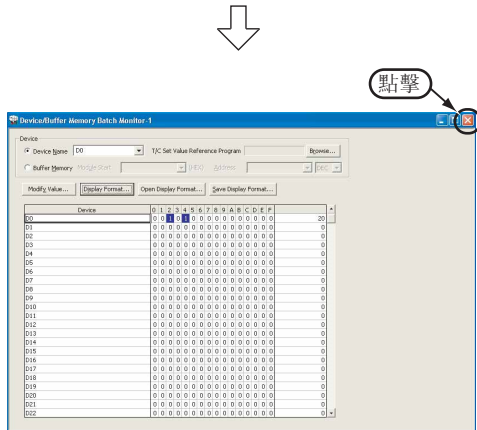 點擊
Device/Buffer Memory Batch Monitor-1
Device
Device Name D0 T/C Set Value Reference Program Browse...
Buffer Memory Module Start (HEX) Address DEC
Modify Value... Display Format... Open Display Format... Save Display Format...
Device 0 1 2 3 4 5 6 7 8 9 A B C D E F
D0 0 0 1 0 1 0 0 0 0 0 0 0 0 0 0 0 20
D1 0 0 0 0 0 0 0 0 0 0 0 0 0 0 0 0 0
D2 0 0 0 0 0 0 0 0 0 0 0 0 0 0 0 0 0
D3 0 0 0 0 0 0 0 0 0 0 0 0 0 0 0 0 0
D4 0 0 0 0 0 0 0 0 0 0 0 0 0 0 0 0 0
D5 0 0 0 0 0 0 0 0 0 0 0 0 0 0 0 0 0
D6 0 0 0 0 0 0 0 0 0 0 0 0 0 0 0 0 0
D7 0 0 0 0 0 0 0 0 0 0 0 0 0 0 0 0 0
D8 0 0 0 0 0 0 0 0 0 0 0 0 0 0 0 0 0
D9 0 0 0 0 0 0 0 0 0 0 0 0 0 0 0 0 0
D10 0 0 0 0 0 0 0 0 0 0 0 0 0 0 0 0 0
D11 0 0 0 0 0 0 0 0 0 0 0 0 0 0 0 0 0
D12 0 0 0 0 0 0 0 0 0 0 0 0 0 0 0 0 0
D13 0 0 0 0 0 0 0 0 0 0 0 0 0 0 0 0 0
D14 0 0 0 0 0 0 0 0 0 0 0 0 0 0 0 0 0
D15 0 0 0 0 0 0 0 0 0 0 0 0 0 0 0 0 0
D16 0 0 0 0 0 0 0 0 0 0 0 0 0 0 0 0 0
D17 0 0 0 0 0 0 0 0 0 0 0 0 0 0 0 0 0
D18 0 0 0 0 0 0 0 0 0 0 0 0 0 0 0 0 0
D19 0 0 0 0 0 0 0 0 0 0 0 0 0 0 0 0 0
D20 0 0 0 0 0 0 0 0 0 0 0 0 0 0 0 0 0
D21 0 0 0 0 0 0 0 0 0 0 0 0 0 0 0 0 0
D22 0 0 0 0 0 0 0 0 0 0 0 0 0 0 0 0 0